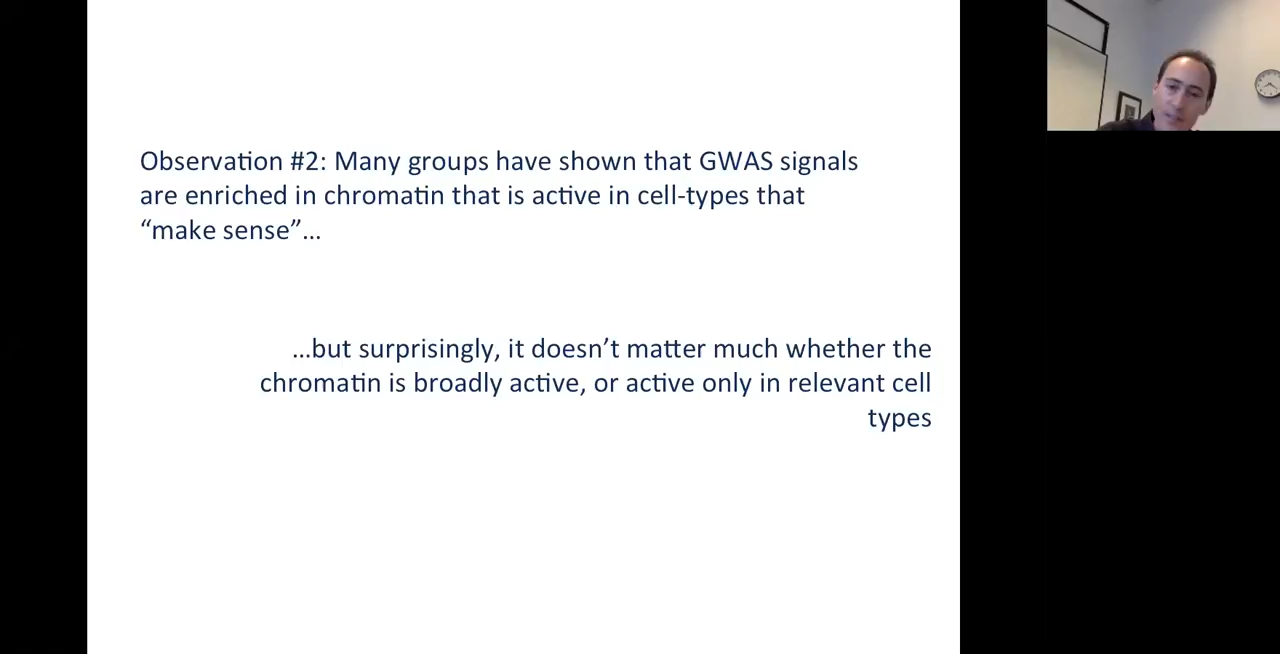 Observation #2: Many groups have shown that GWAS signals
are enriched in chromatin that is active in cell-types that
“make sense”…
…but surprisingly, it doesn’t matter much whether the
chromatin is broadly active, or active only in relevant cell
types